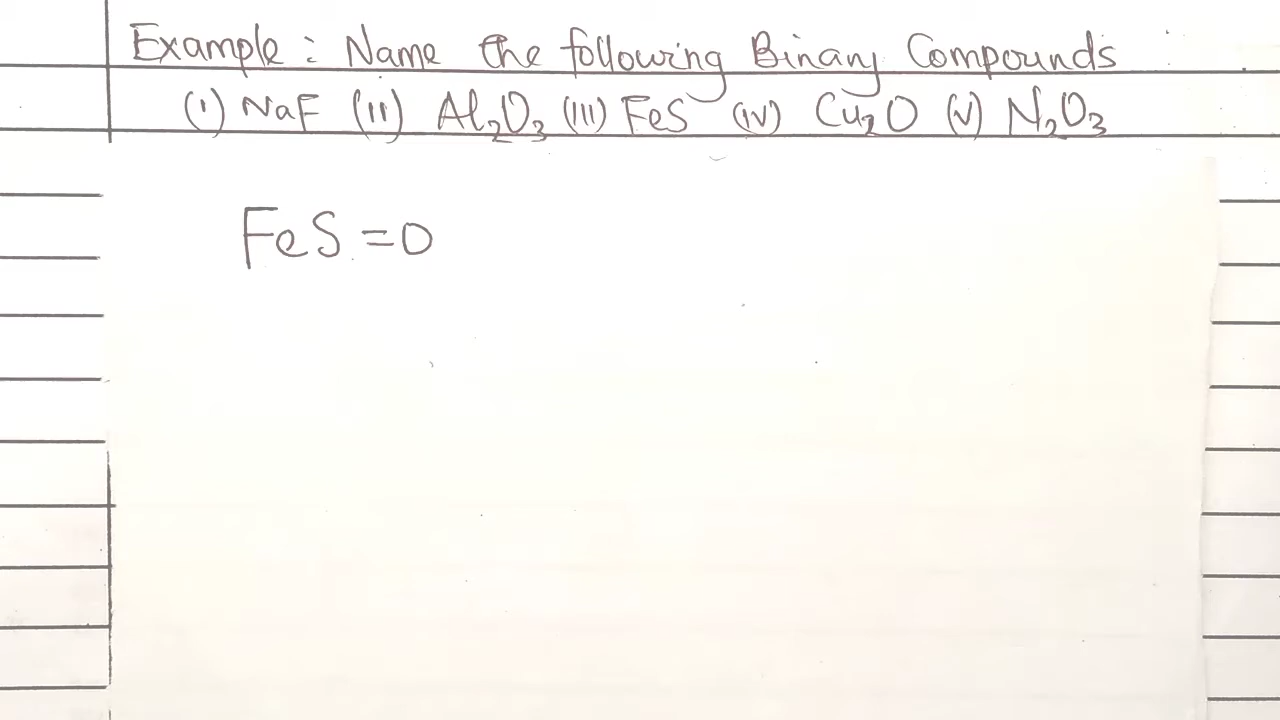 Example: Name the following Binary Compounds
(i) NaF (ii) Al₂O₃ (iii) FeS (iv) Cu₂O (v) N₂O₃
FeS = 0